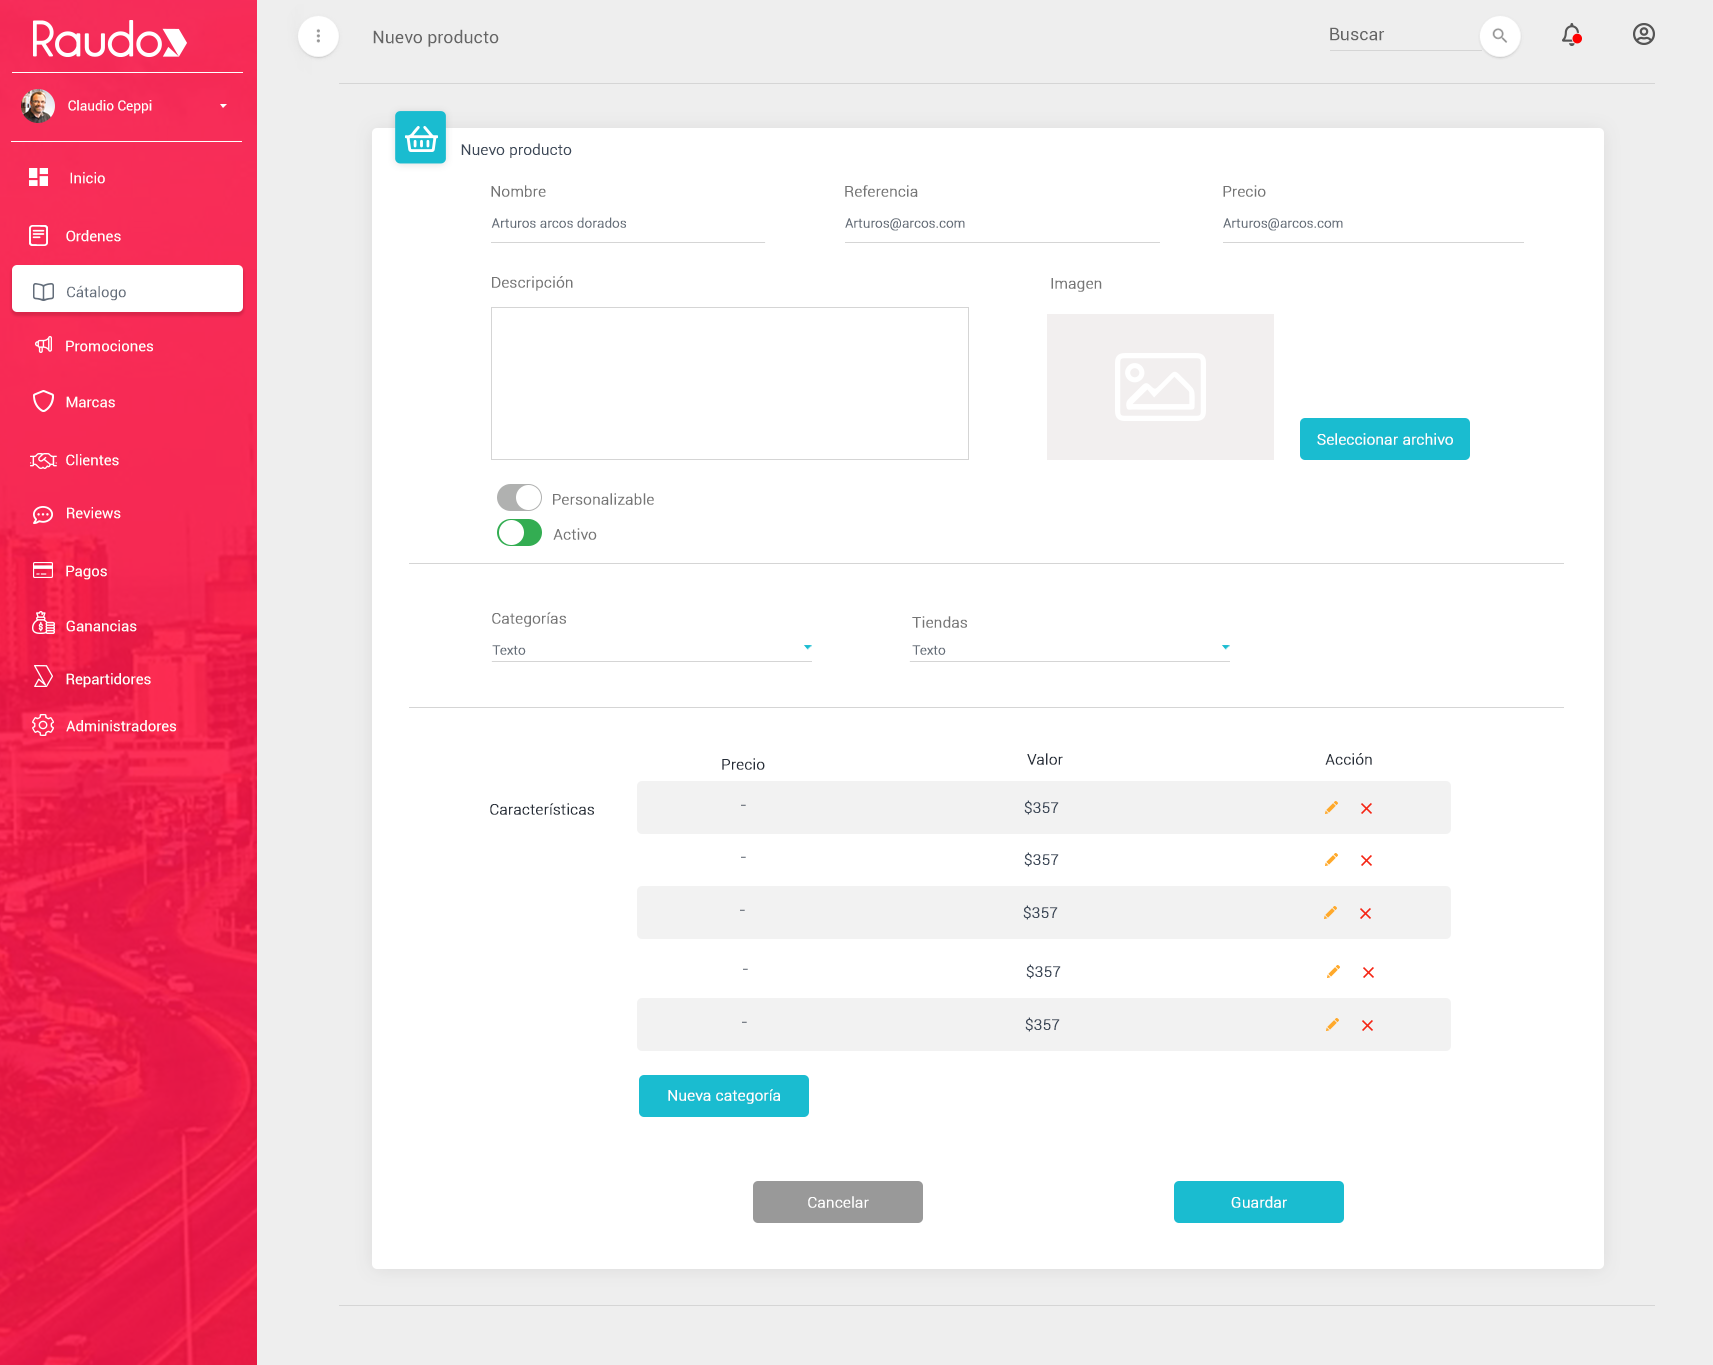 Raudo
Claudio Ceppi
Inicio
Ordenes
Cátalogo
Promociones
Marcas
Clientes
Reviews
Pagos
Ganancias
Repartidores
Administradores
Nuevo producto
Buscar
Nuevo producto
Nombre
Referencia
Precio
Arturos arcos dorados
Arturos@arcos.com
Arturos@arcos.com
Descripción
Imagen
Seleccionar archivo
Personalizable
Activo
Categorías
Tiendas
Texto
Texto
Precio
Valor
Acción
Características
-
$357
-
$357
-
$357
-
$357
-
$357
Nueva categoría
Cancelar
Guardar